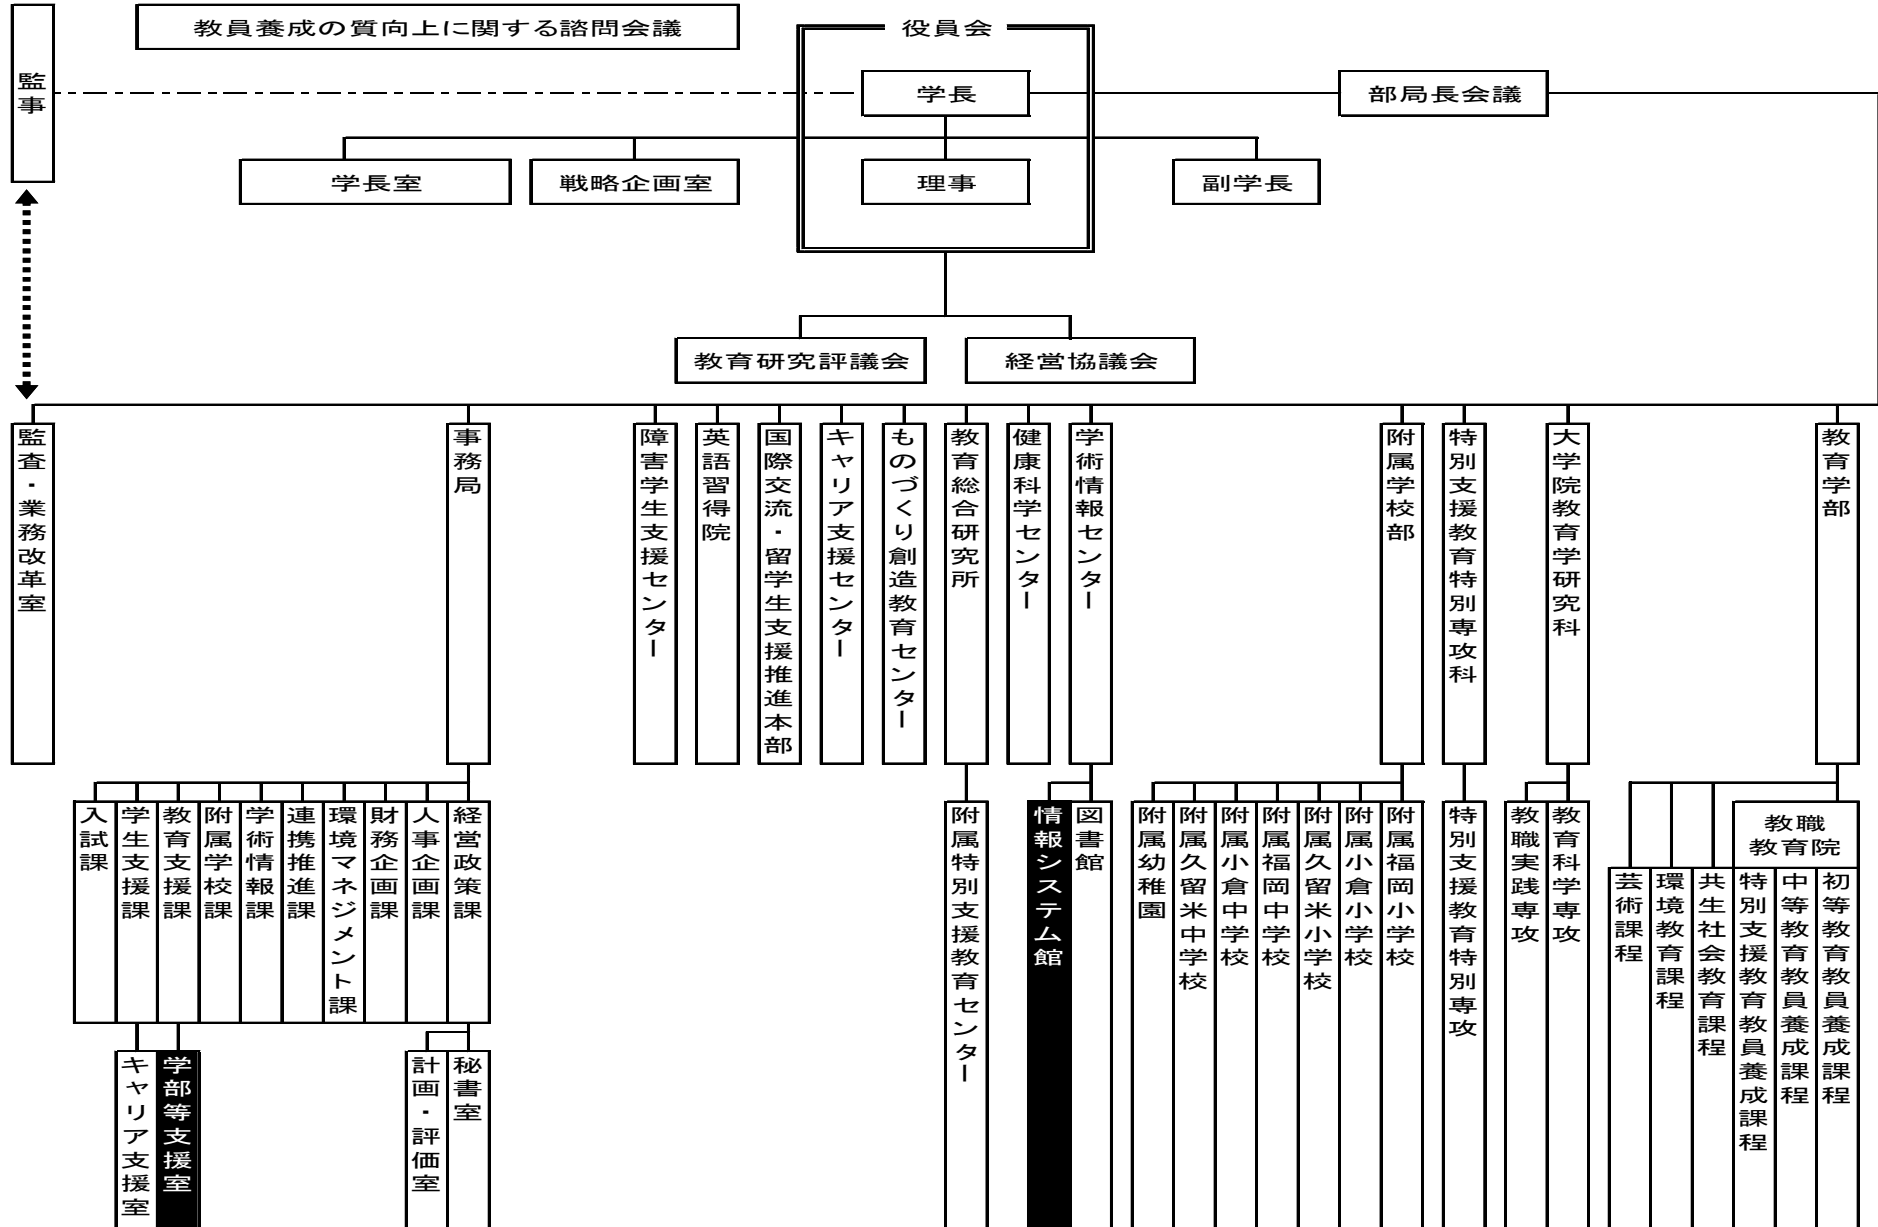 教員養成の質向上に関する諮問会議
役員会
監事
学長
部局長会議
学長室
戦略企画室
理事
副学長
教育研究評議会
経営協議会
監査・業務改革室
事務局
障害学生支援センター
英語習得院
国際交流・留学生支援推進本部
キャリア支援センター
ものづくり創造教育センター
教育総合研究所
健康科学センター
学術情報センター
附属学校部
特別支援教育特別専攻科
大学院教育学研究科
教育学部
入試課
学生支援課
教育支援課
附属学校課
学術情報課
連携推進課
環境マネジメント課
財務企画課
人事企画課
経営政策課
附属特別支援教育センター
情報システム館
図書館
附属幼稚園
附属久留米中学校
附属小倉中学校
附属福岡中学校
附属久留米小学校
附属小倉小学校
附属福岡小学校
特別支援教育特別専攻
教職実践専攻
教育科学専攻
教職
教育院
芸術課程
環境教育課程
共生社会教育課程
特別支援教育教員養成課程
中等教育教員養成課程
初等教育教員養成課程
キャリア支援室
学部等支援室
計画・評価室
秘書室